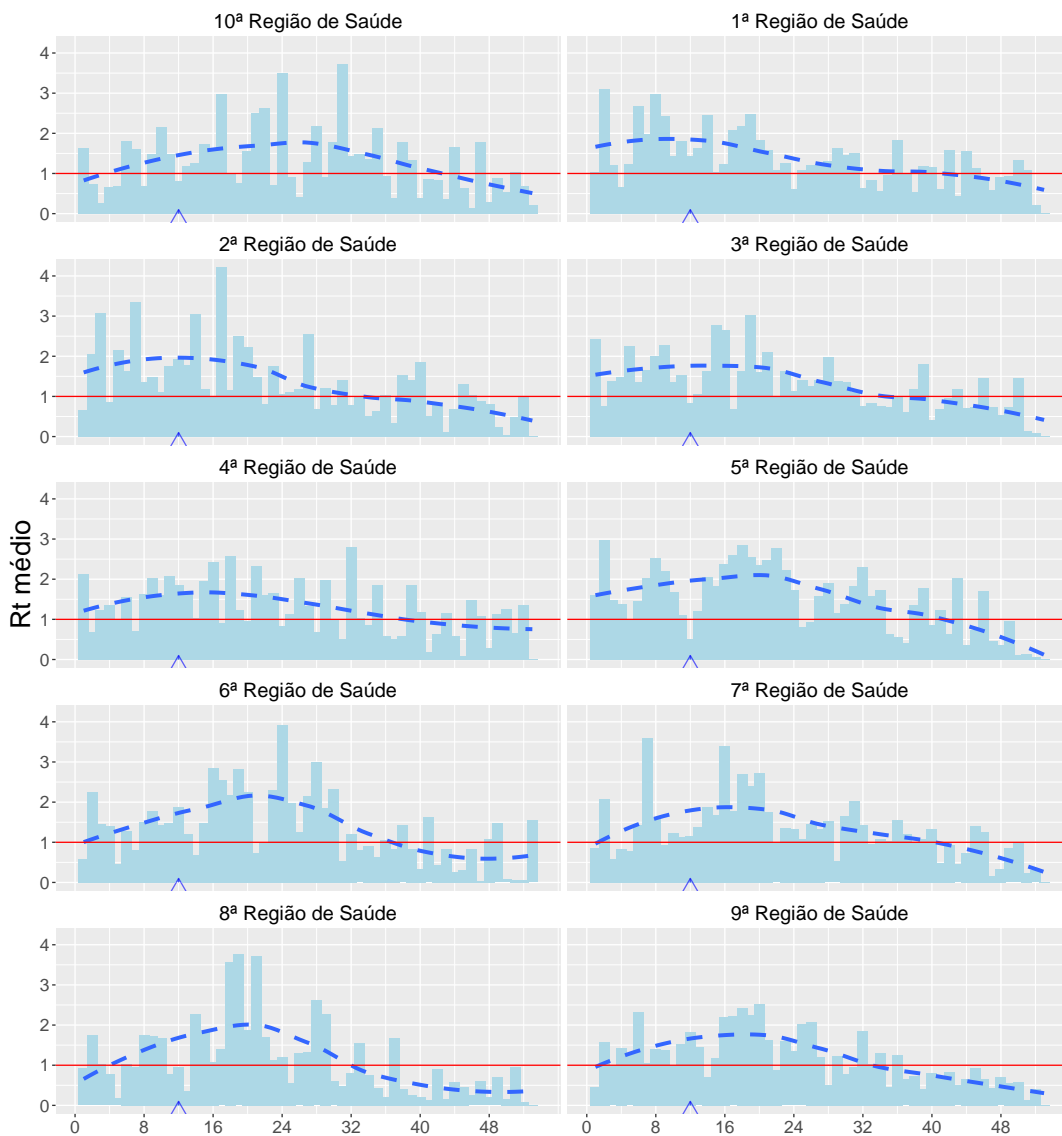 10ª Região de Saúde
1ª Região de Saúde
4
3
2
1
0
2ª Região de Saúde
3ª Região de Saúde
4
3
2
1
0
4ª Região de Saúde
5ª Região de Saúde
4
3
2
1
0
Rt médio
6ª Região de Saúde
7ª Região de Saúde
4
3
2
1
0
8ª Região de Saúde
9ª Região de Saúde
4
3
2
1
0
0 8 16 24 32 40 48
0 8 16 24 32 40 48